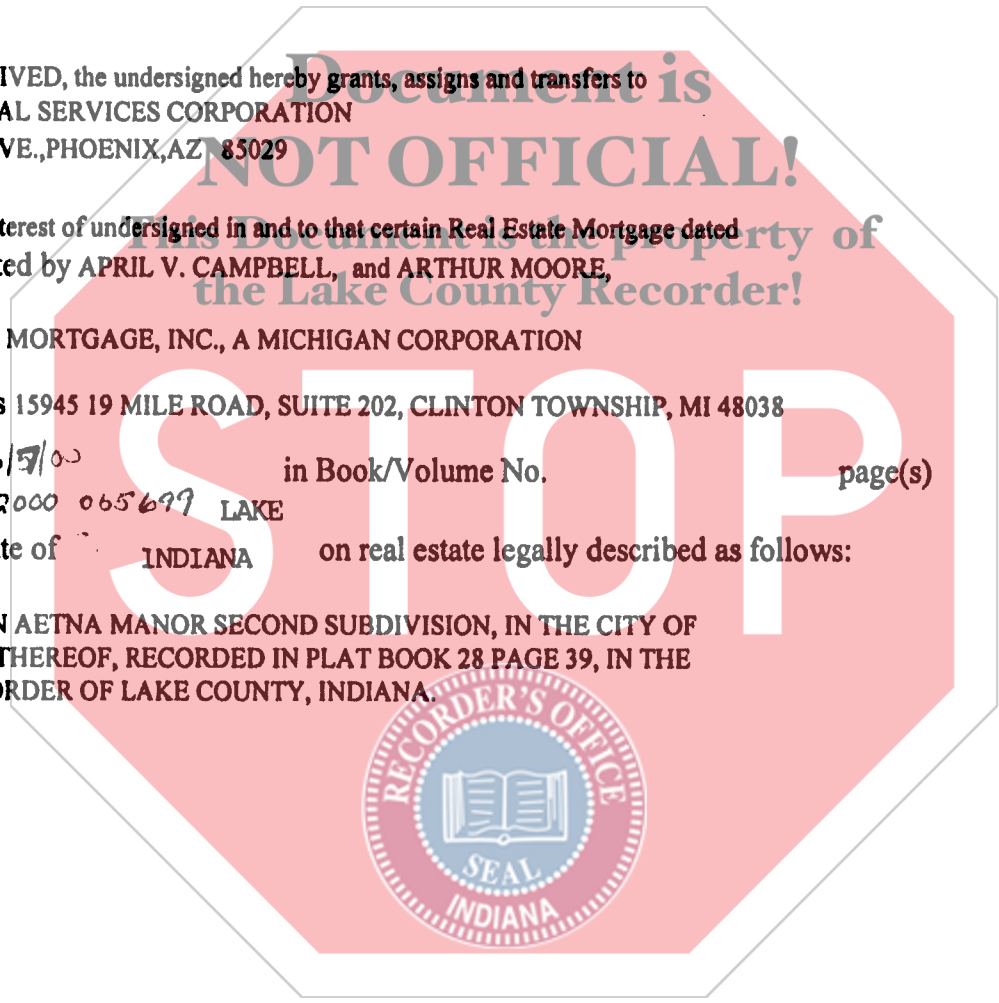 IVED, the undersigned hereby grants, assigns and transfers to
Document is
AL SERVICES CORPORATION
VE.,PHOENIX,AZ 85029
NOT OFFICIAL!
terest of undersigned in and to that certain Real Estate Mortgage dated
This Document is the property of
ted by APRIL V. CAMPBELL, and ARTHUR MOORE,
the Lake County Recorder!
MORTGAGE, INC., A MICHIGAN CORPORATION
s 15945 19 MILE ROAD, SUITE 202, CLINTON TOWNSHIP, MI 48038
STOP
in Book/Volume No. page(s)
2000 065699 LAKE
te of INDIANA on real estate legally described as follows:
N AETNA MANOR SECOND SUBDIVISION, IN THE CITY OF
THEREOF, RECORDED IN PLAT BOOK 28 PAGE 39, IN THE
ORDER OF LAKE COUNTY, INDIANA.
RECORDER'S OFFICE
SEAL
INDIANA